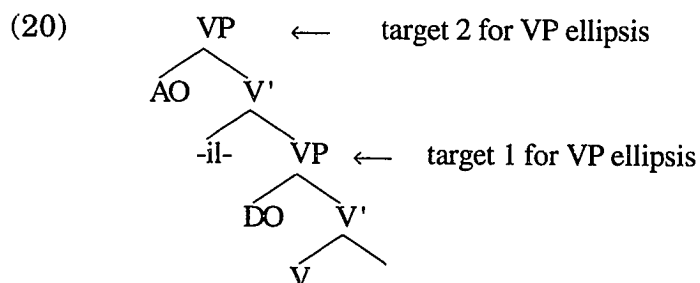 (20) VP ← target 2 for VP ellipsis
AO V'
-il- VP ← target 1 for VP ellipsis
DO V'
V